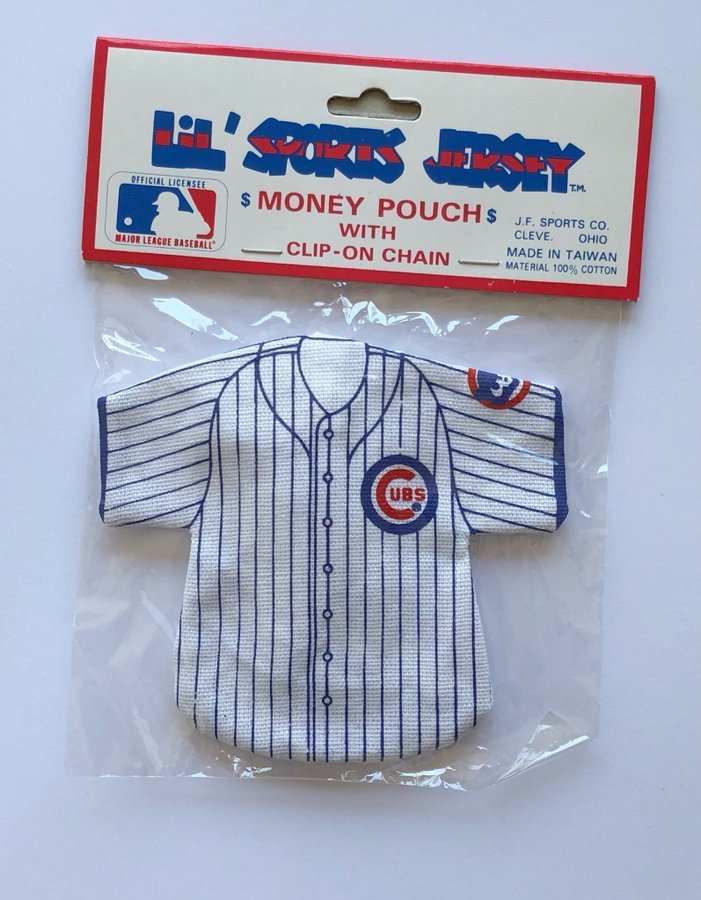 LiL' SPORTS JERSEY T.M.
OFFICIAL LICENSEE
MAJOR LEAGUE BASEBALL®
$ MONEY POUCH $
WITH
CLIP-ON CHAIN
J.F. SPORTS CO.
CLEVE. OHIO
MADE IN TAIWAN
MATERIAL 100% COTTON
CUBS